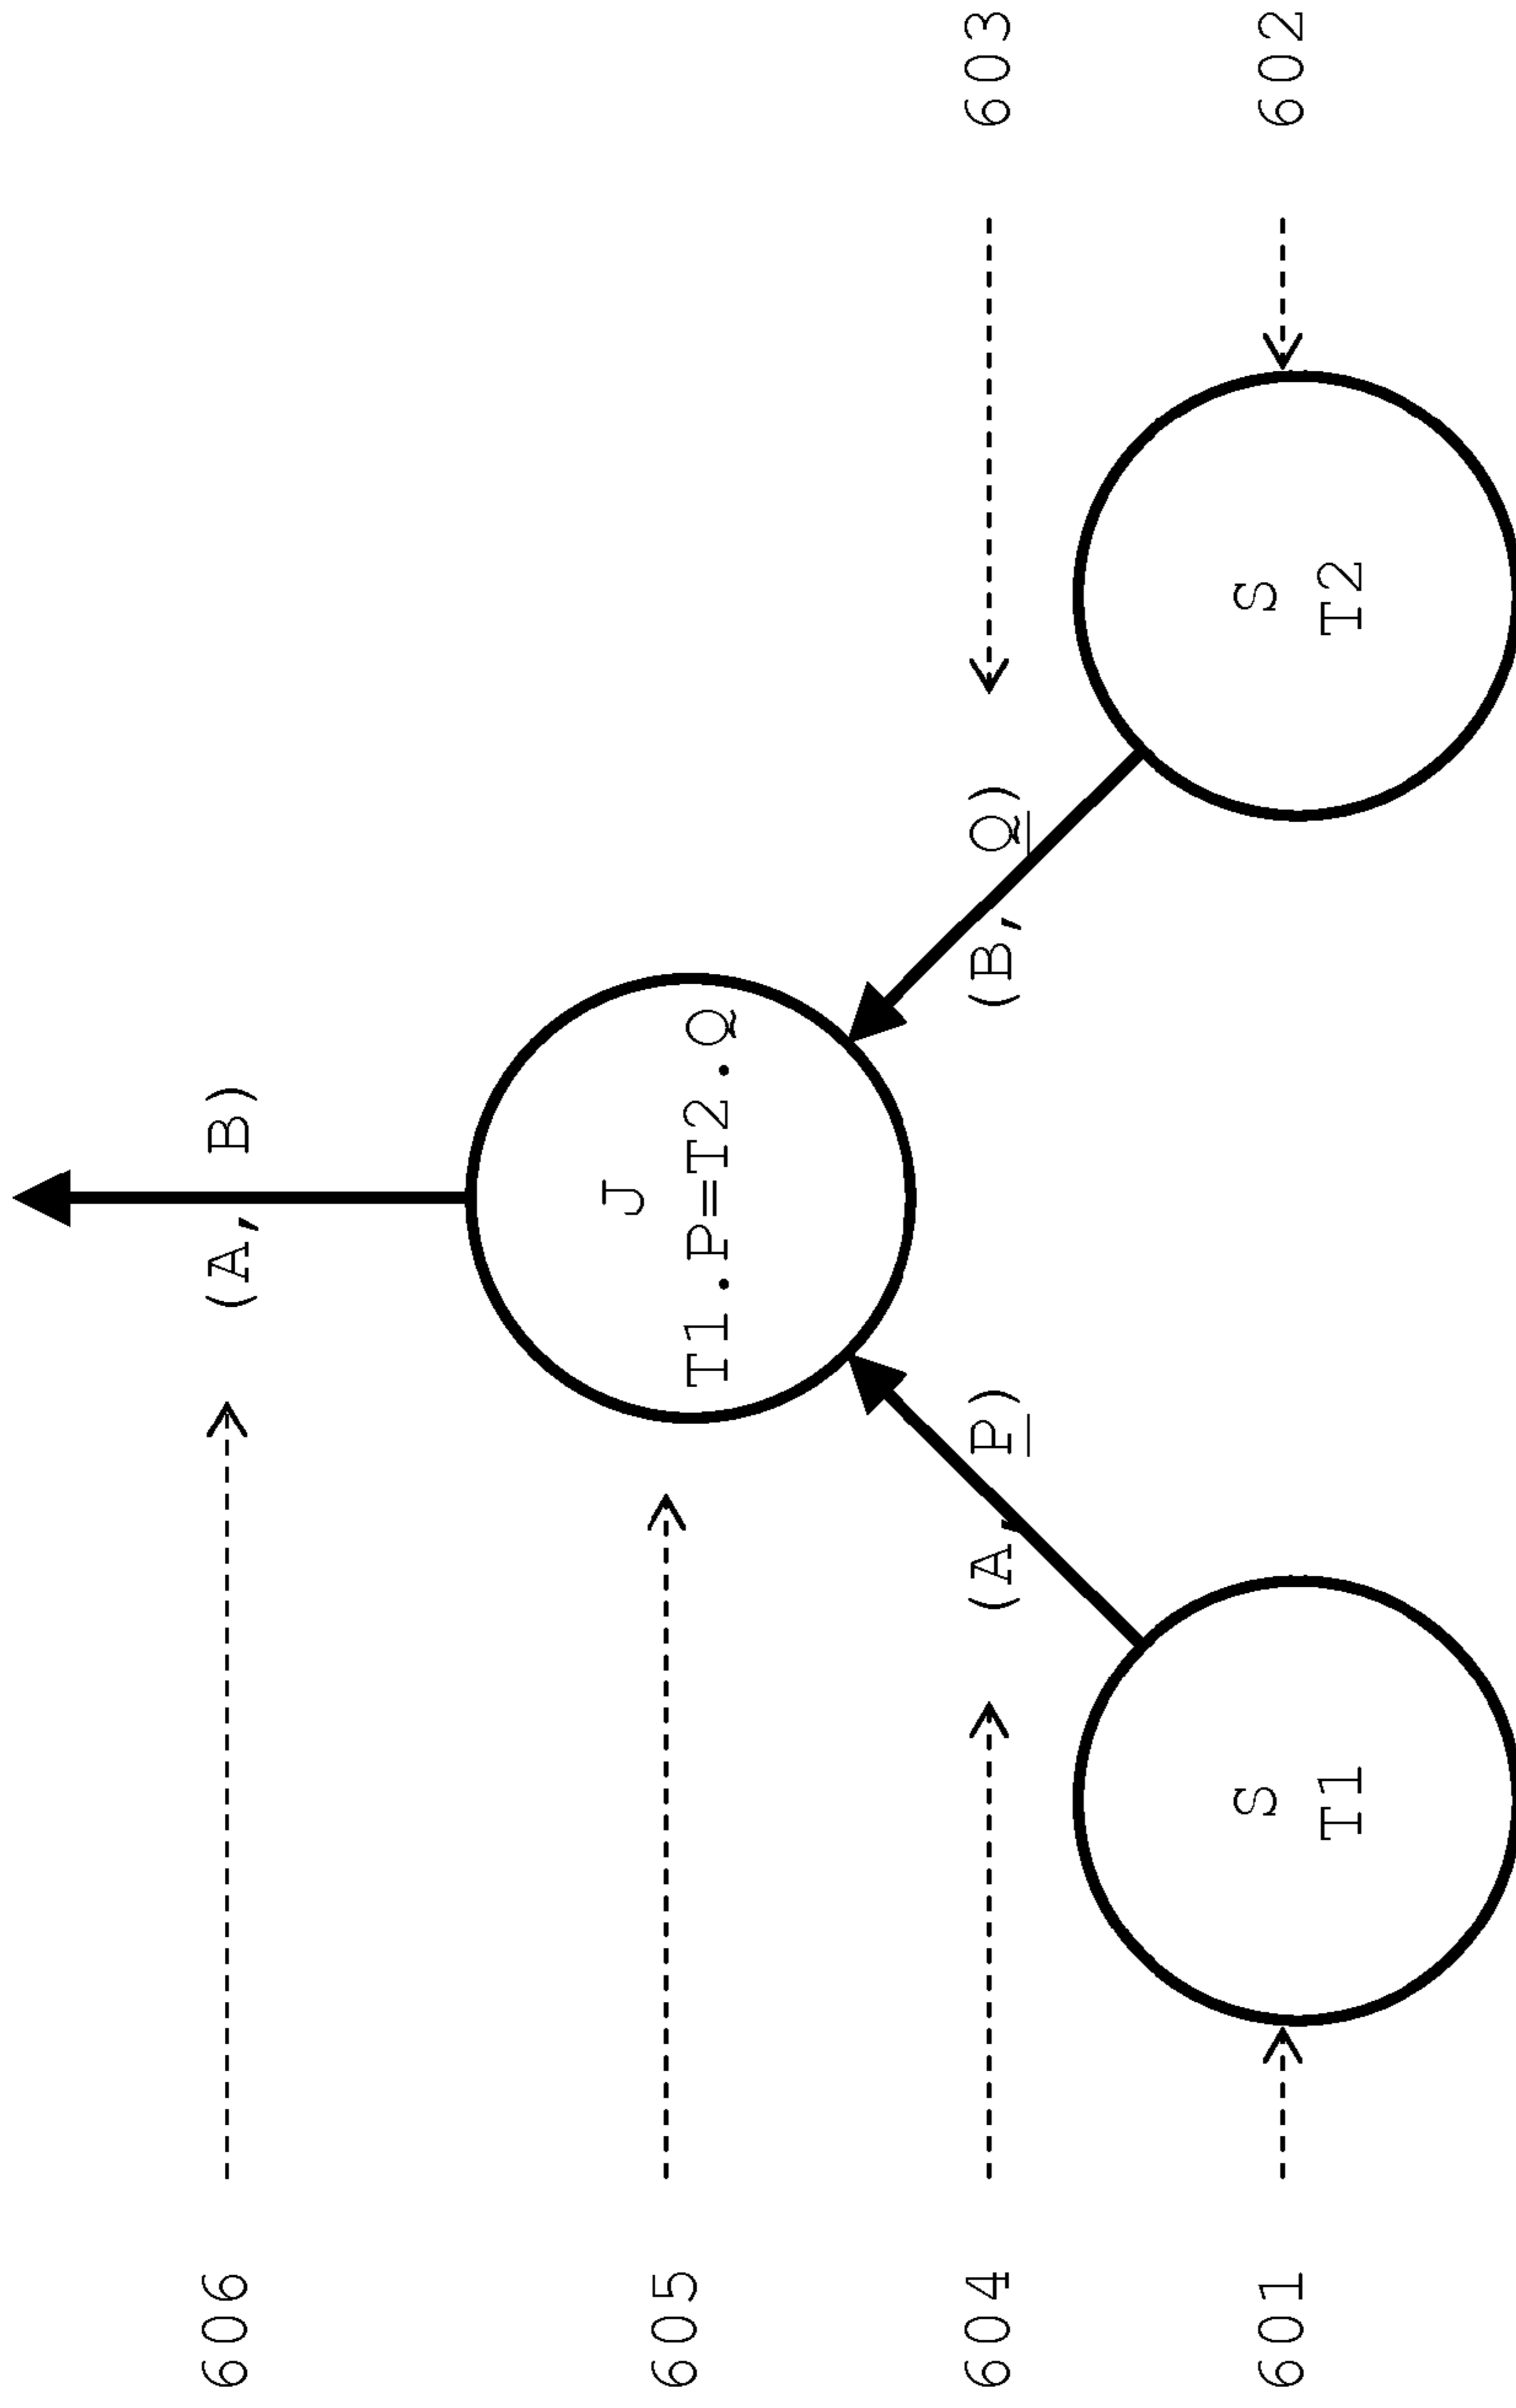 606
(A, B)
605
J
T1.P=T2.Q
604
(A, P)
(B, Q)
603
601
S
T1
S
T2
602